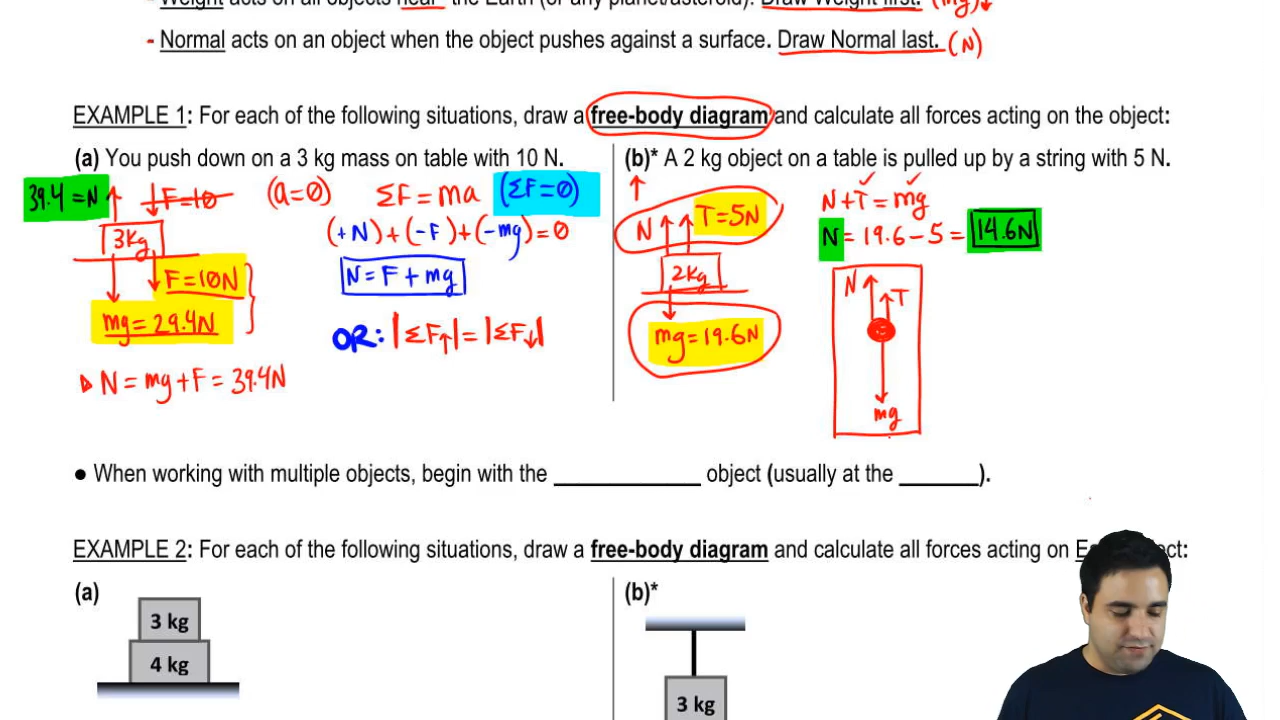 - Weight acts on all objects near the Earth (or any planet/asteroid). Draw Weight first. (mg)↓
- Normal acts on an object when the object pushes against a surface. Draw Normal last. (N)
EXAMPLE 1: For each of the following situations, draw a free-body diagram and calculate all forces acting on the object:
(a) You push down on a 3 kg mass on table with 10 N.
39.4 = N
F=10
(a=0)
ΣF = ma
(ΣF=0)
3kg
(+N)+(-F)+(-mg)=0
F=10N
N = F + mg
mg=29.4N
OR: |ΣF↑| = |ΣF↓|
N = mg+F = 39.4N
(b)* A 2 kg object on a table is pulled up by a string with 5 N.
N
T=5N
N+T=mg
N = 19.6-5 = 14.6N
2kg
mg=19.6N
N
T
mg
● When working with multiple objects, begin with the ____________ object (usually at the _______).
EXAMPLE 2: For each of the following situations, draw a free-body diagram and calculate all forces acting on
(a)
3 kg
4 kg
(b)*
3 kg